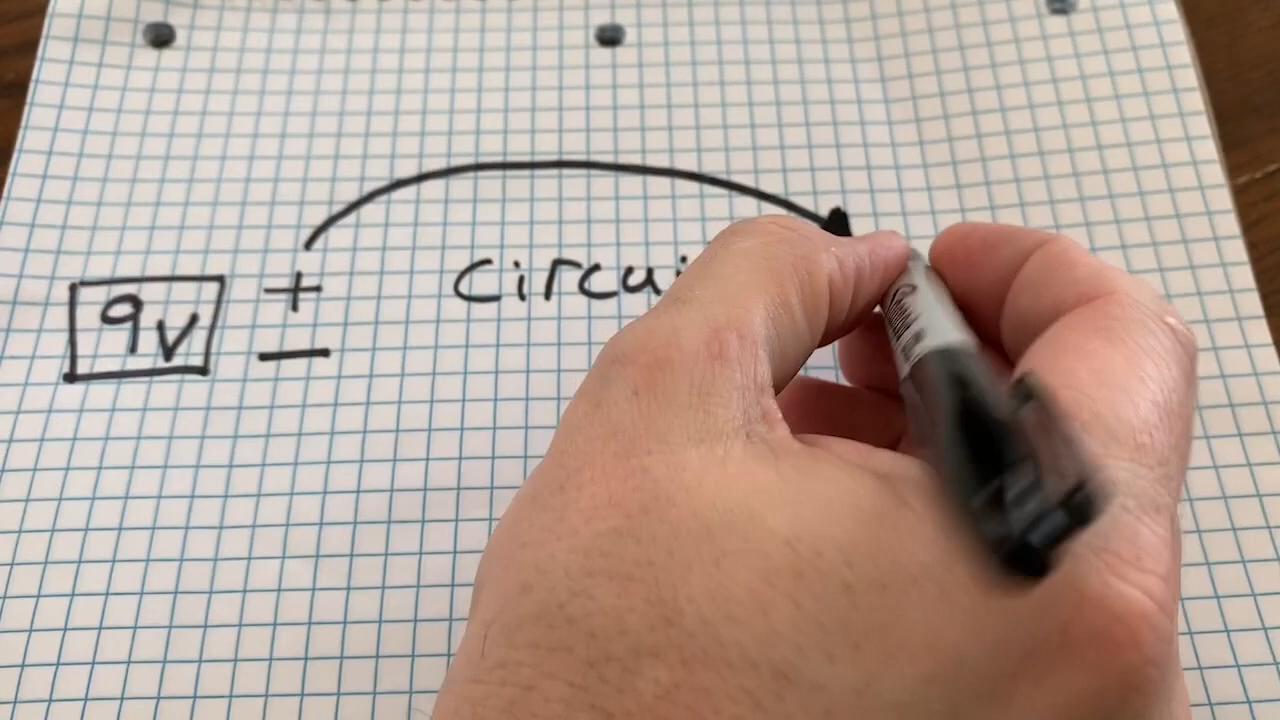 9v + circui
−